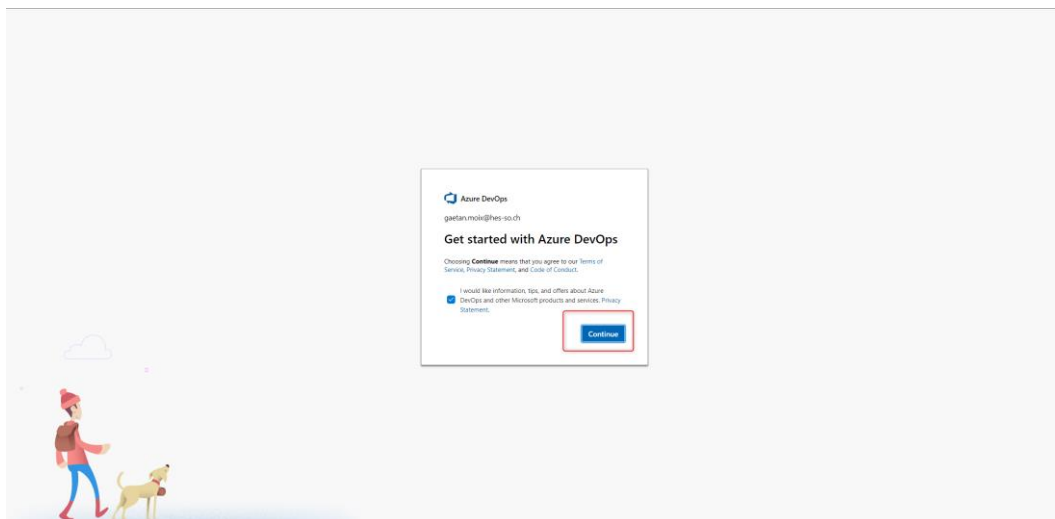 Azure DevOps
gaetan.moix@hes-so.ch
Get started with Azure DevOps
Choosing Continue means that you agree to our Terms of
Service, Privacy Statement, and Code of Conduct.
I would like information, tips, and offers about Azure
DevOps and other Microsoft products and services. Privacy
Statement.
Continue